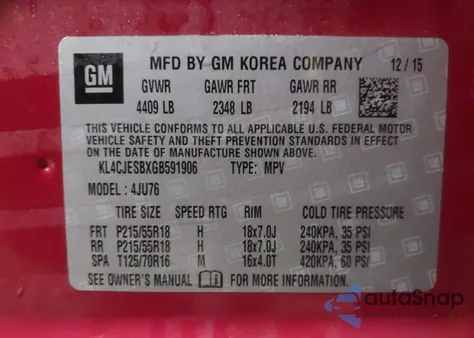 GM
MFD BY GM KOREA COMPANY 12/15
GVWR GAWR FRT GAWR RR
4409 LB 2348 LB 2194 LB
THIS VEHICLE CONFORMS TO ALL APPLICABLE U.S. FEDERAL MOTOR
VEHICLE SAFETY AND THEFT PREVENTION STANDARDS IN EFFECT
ON THE DATE OF MANUFACTURE SHOWN ABOVE.
KL4CJESBXGB591906 TYPE: MPV
MODEL : 4JU76
TIRE SIZE SPEED RTG RIM COLD TIRE PRESSURE
FRT P215/55R18 H 18x7.0J 240KPA, 35 PSI
RR P215/55R18 H 18x7.0J 240KPA, 35 PSI
SPA T125/70R16 M 16x4.0T 420KPA, 60 PSI
SEE OWNER'S MANUAL FOR MORE INFORMATION.
autoSnap